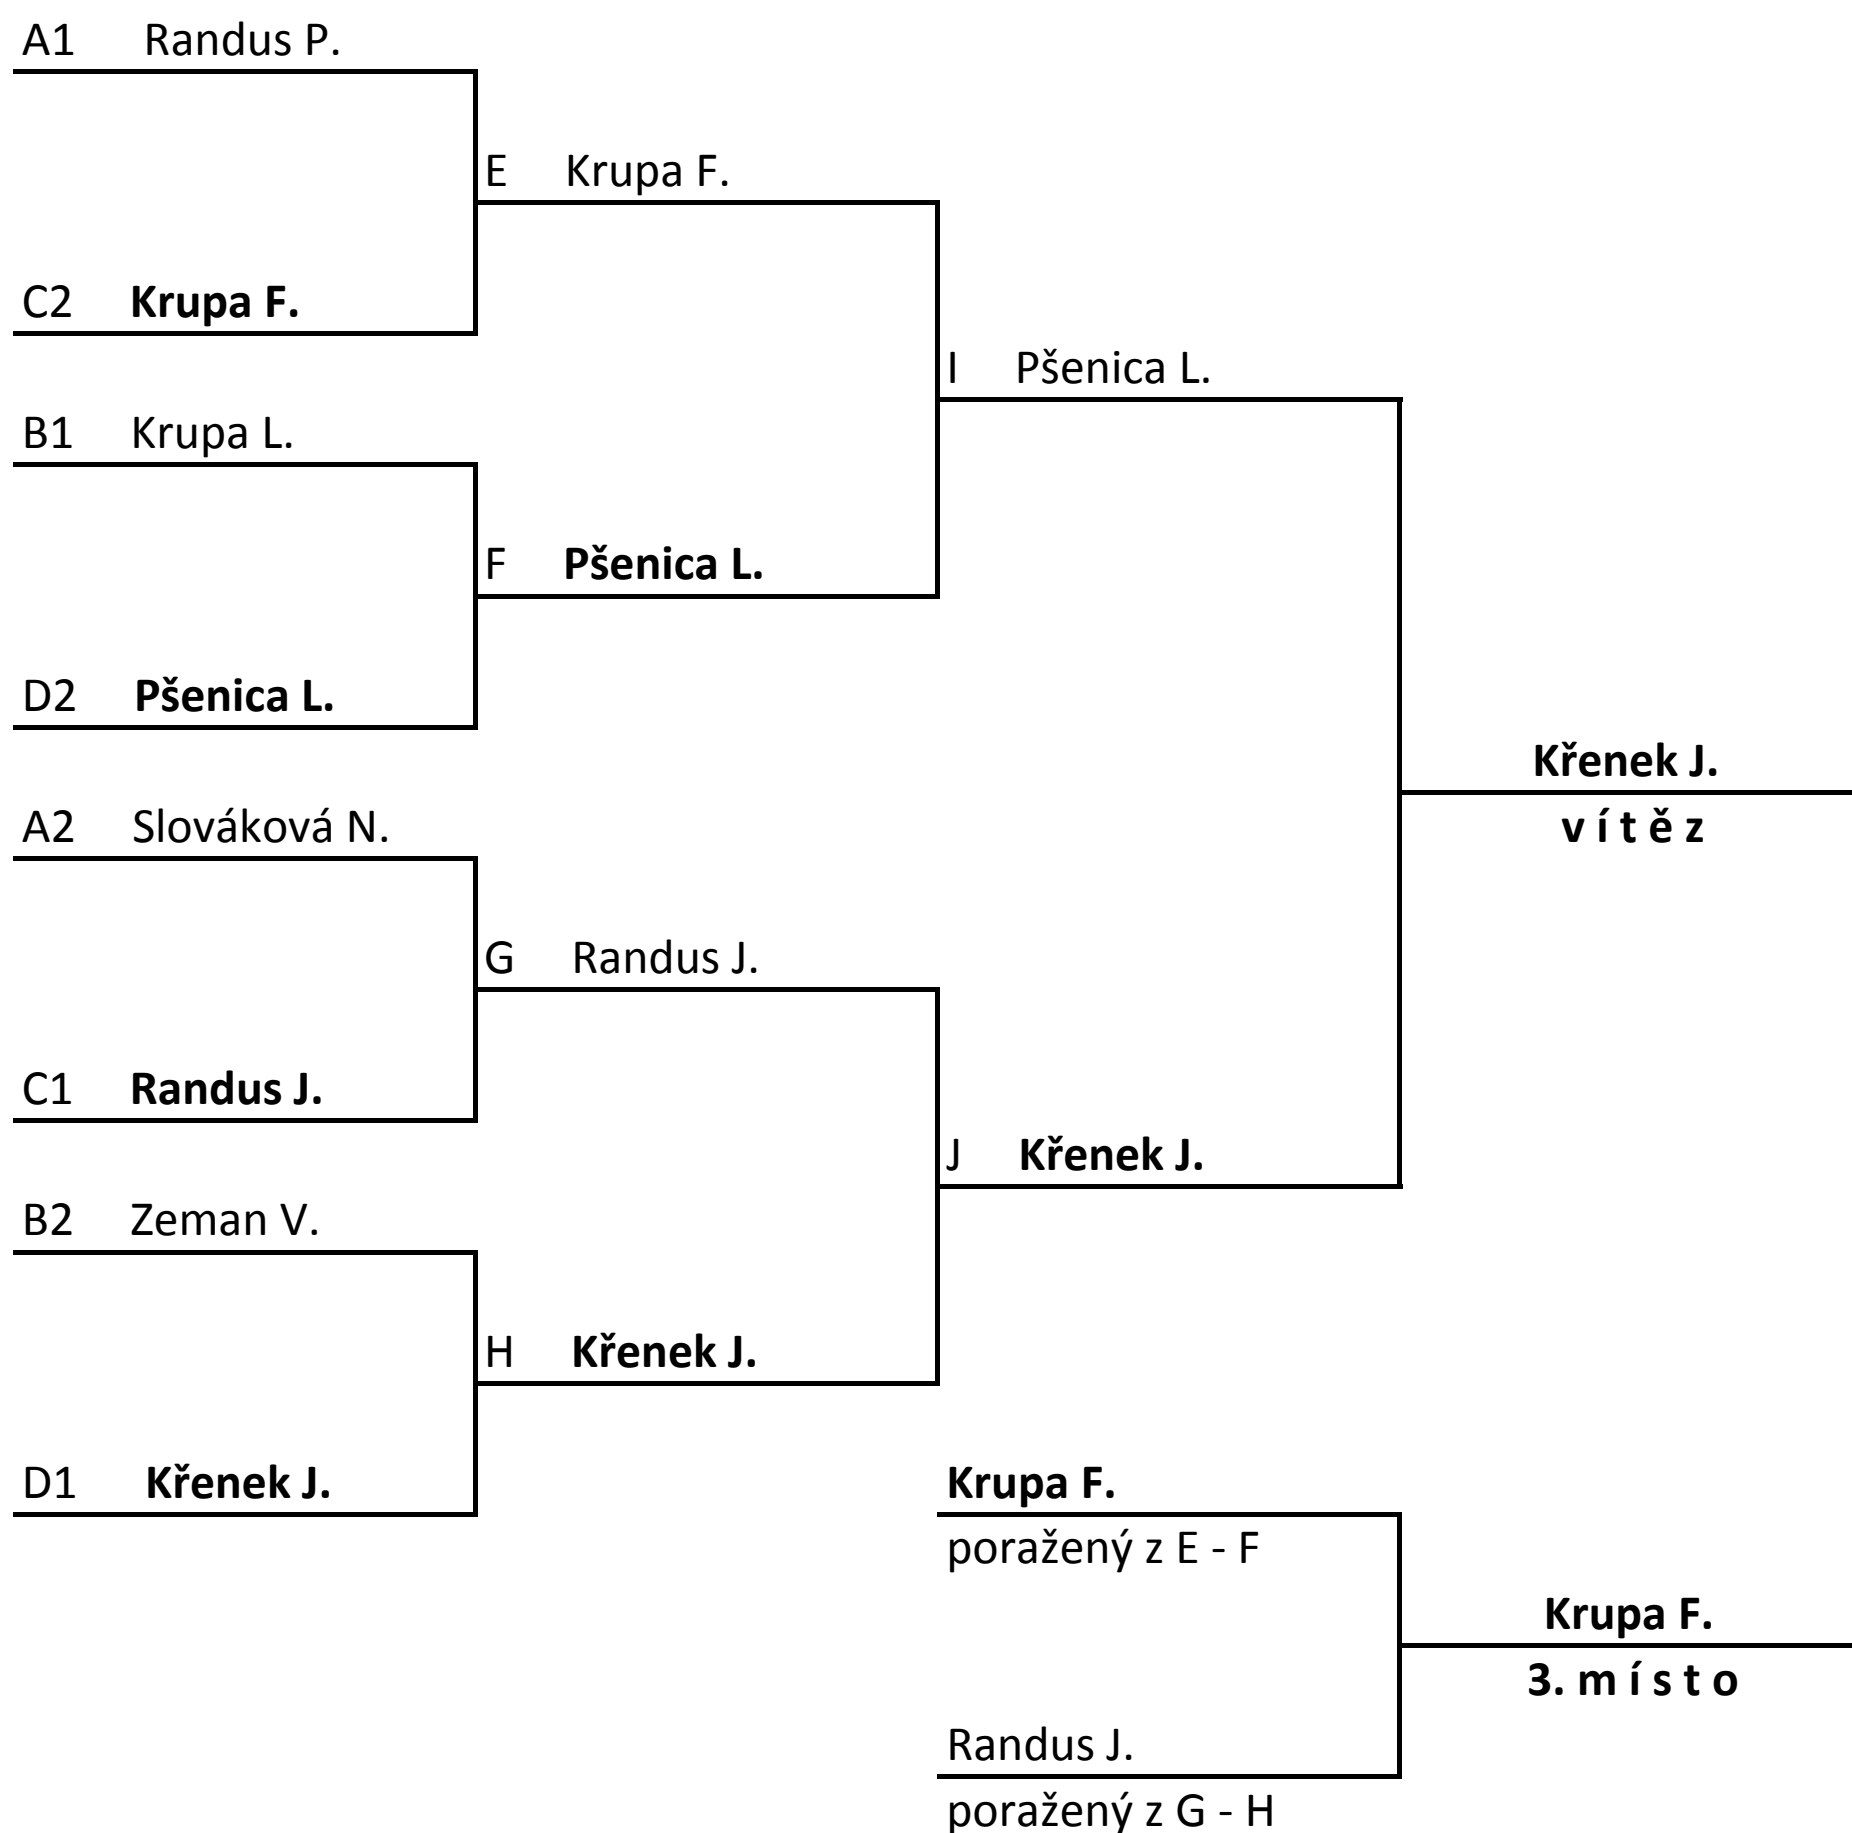 A1 Randus P.
E Krupa F.
C2 Krupa F.
I Pšenica L.
B1 Krupa L.
F Pšenica L.
D2 Pšenica L.
Křenek J.
A2 Slováková N.
v í t ě z
G Randus J.
C1 Randus J.
J Křenek J.
B2 Zeman V.
H Křenek J.
D1 Křenek J.
Krupa F.
poražený z E - F
Krupa F.
3. m í s t o
Randus J.
poražený z G - H